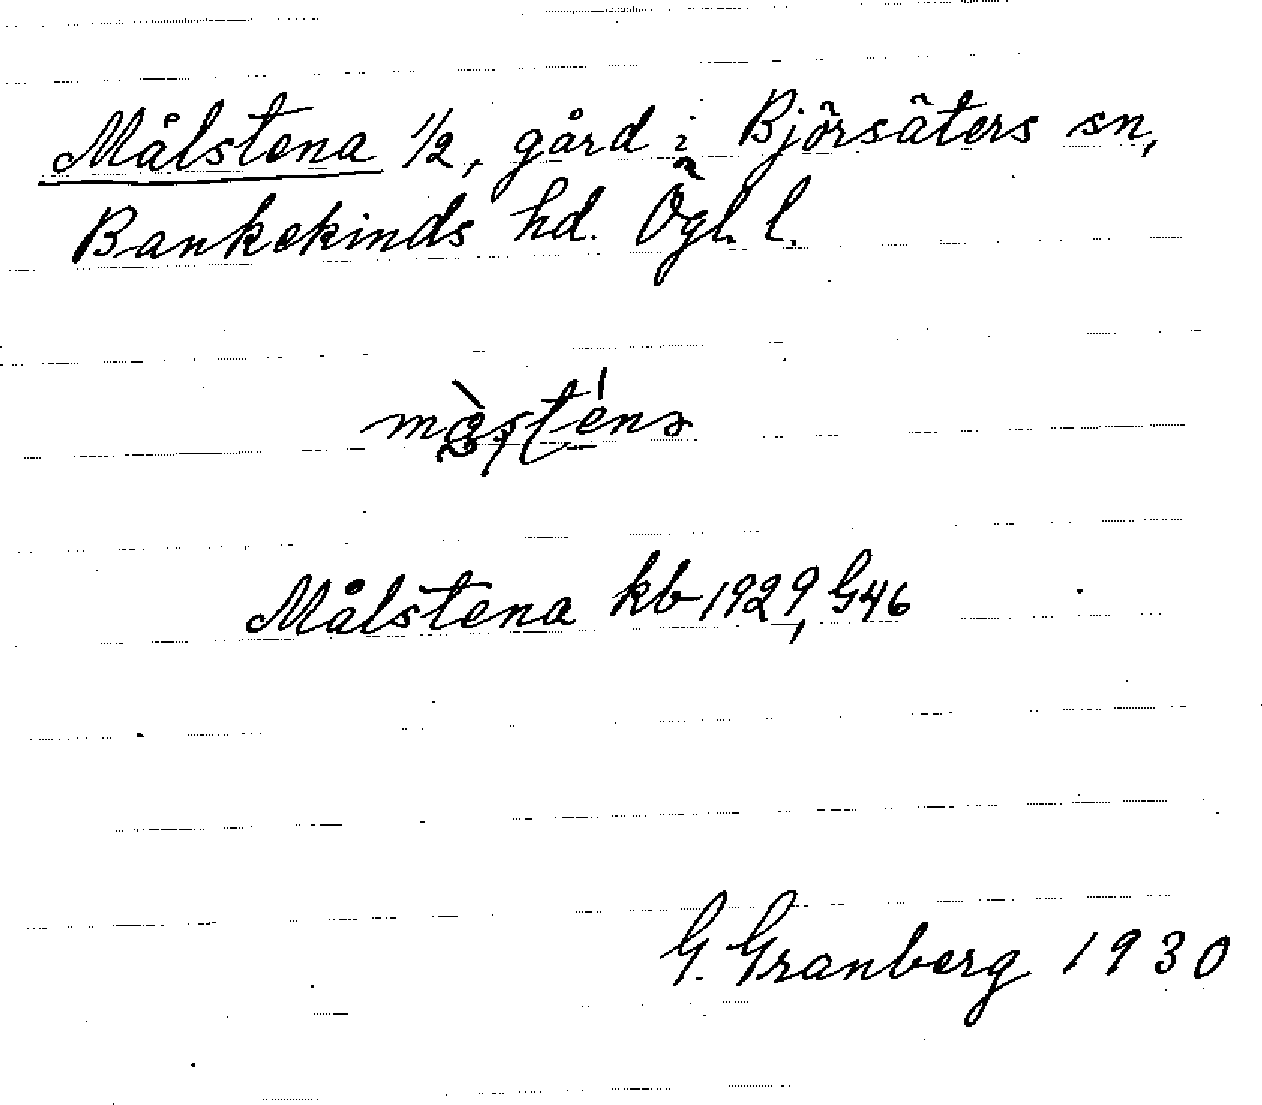 Målstena 1/2, gård i Björsäters sn,
Bankekinds hd. Ögl. l.
Målstena kb 1929, G46
G. Granberg 1930